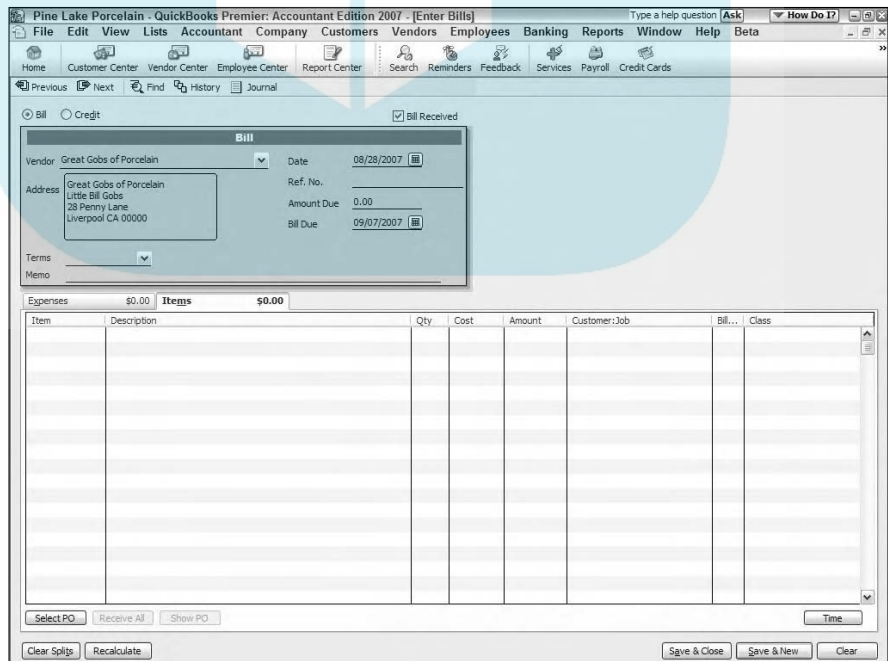 Pine Lake Porcelain - QuickBooks Premier: Accountant Edition 2007 - [Enter Bills]
Type a help question Ask How Do I?
File Edit View Lists Accountant Company Customers Vendors Employees Banking Reports Window Help Beta
Home Customer Center Vendor Center Employee Center Report Center Search Reminders Feedback Services Payroll Credit Cards
Previous Next Find History Journal
Bill Credit Bill Received
Bill
Vendor Great Gobs of Porcelain Date 08/28/2007
Address Great Gobs of Porcelain Ref. No.
Little Bill Gobs
28 Penny Lane Amount Due 0.00
Liverpool CA 00000 Bill Due 09/07/2007
Terms
Memo
Expenses $0.00 Items $0.00
Item Description Qty Cost Amount Customer:Job Bill... Class
Select PO Receive All Show PO Time
Clear Splits Recalculate Save & Close Save & New Clear